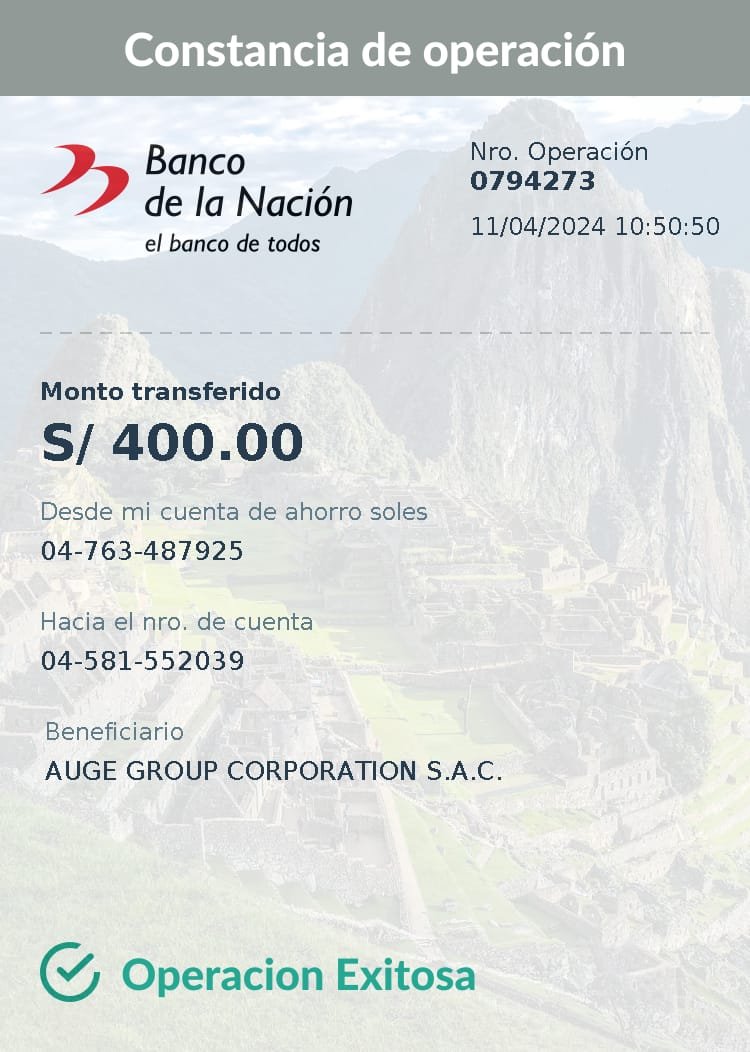 Constancia de operación
Banco
de la Nación
el banco de todos
Nro. Operación
0794273
11/04/2024 10:50:50
Monto transferido
S/ 400.00
Desde mi cuenta de ahorro soles
04-763-487925
Hacia el nro. de cuenta
04-581-552039
Beneficiario
AUGE GROUP CORPORATION S.A.C.
Operacion Exitosa